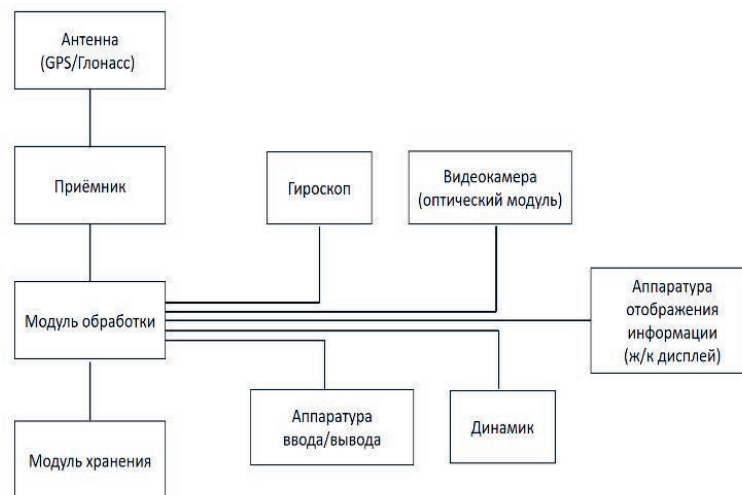 Антенна
(GPS/Глонасс)
Приёмник
Гироскоп
Видеокамера
(оптический модуль)
Модуль обработки
Аппаратура
отображения
информации
(ж/к дисплей)
Модуль хранения
Аппаратура
ввода/вывода
Динамик